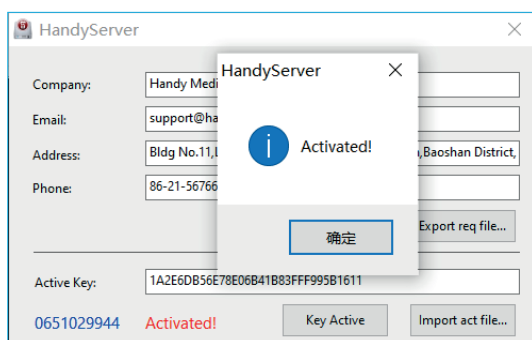 HandyServer
HandyServer
Company: Handy Medi
Email: support@ha
Activated!
Address: Bldg No.11, ,Baoshan District,
Phone: 86-21-56766
确定
Export req file...
Active Key: 1A2E6DB56E78E06B41B83FFF995B1611
0651029944 Activated! Key Active Import act file...